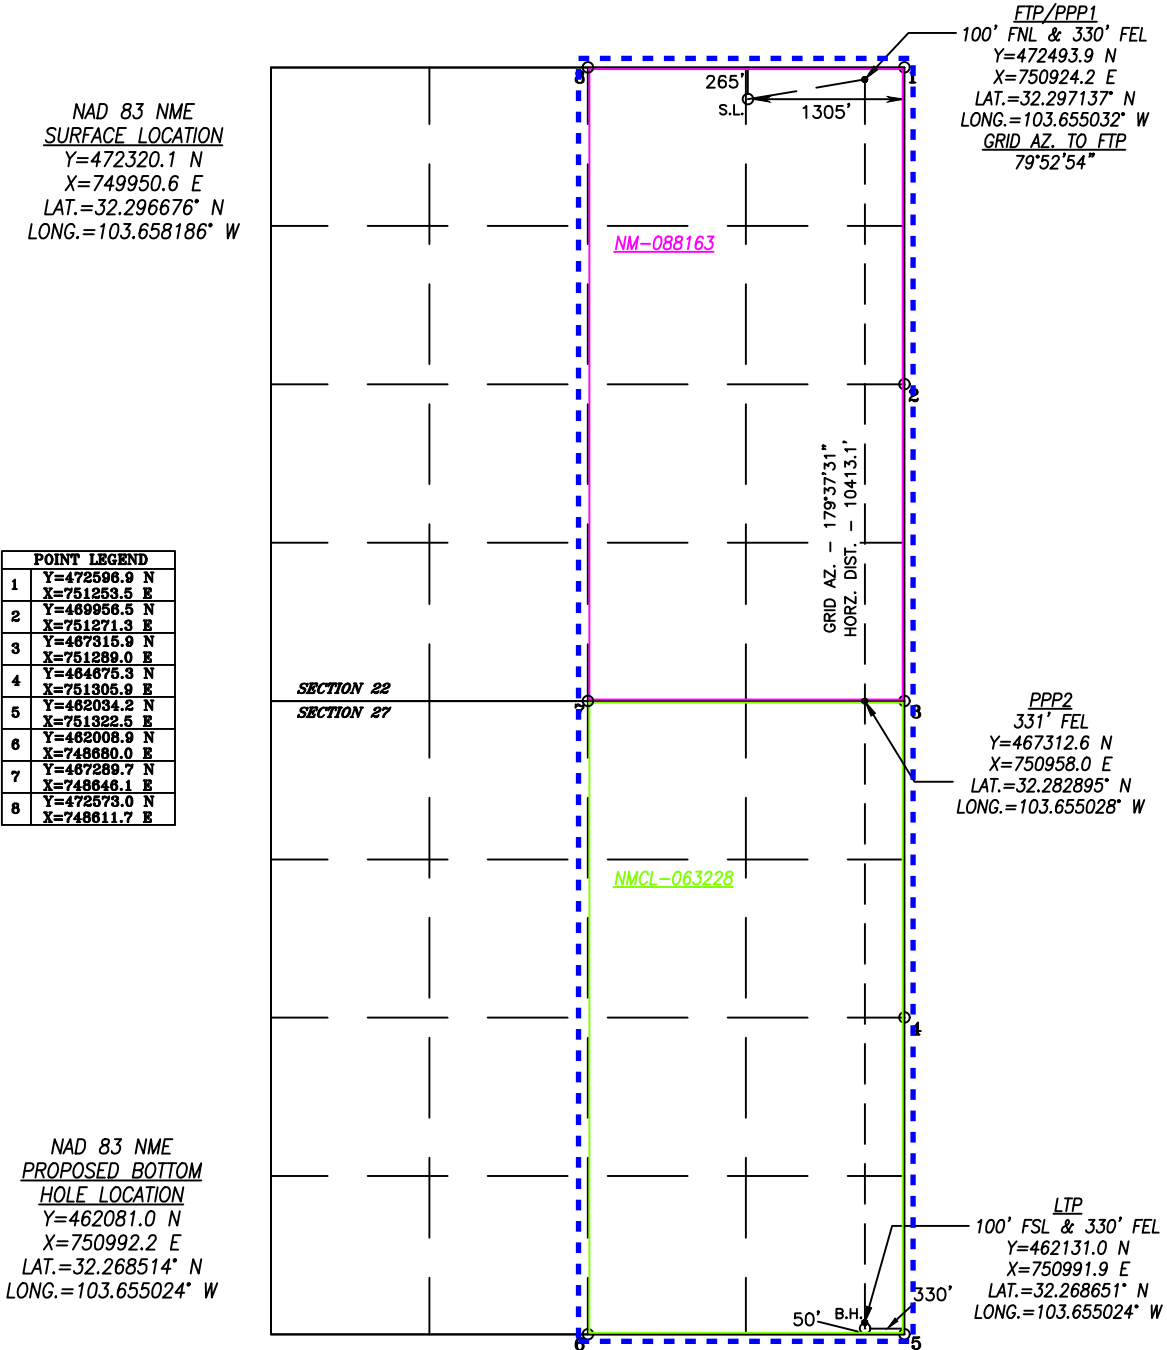 FTP/PPP1
100' FNL & 330' FEL
Y=472493.9 N
X=750924.2 E
LAT.=32.297137° N
LONG.=103.655032° W
GRID AZ. TO FTP
79°52'54"
NAD 83 NME
SURFACE LOCATION
Y=472320.1 N
X=749950.6 E
LAT.=32.296676° N
LONG.=103.658186° W
8
265'
S.L.
1305'
1
NM-088163
2
GRID AZ. - 179°37'31"
HORZ. DIST. - 10413.1'
POINT LEGEND
1 Y=472596.9 N
X=751253.5 E
2 Y=469956.5 N
X=751271.3 E
3 Y=467315.9 N
X=751289.0 E
4 Y=464675.3 N
X=751305.9 E
5 Y=462034.2 N
X=751322.5 E
6 Y=462008.9 N
X=748680.0 E
7 Y=467289.7 N
X=748646.1 E
8 Y=472573.0 N
X=748611.7 E
SECTION 22
SECTION 27
7
3
PPP2
331' FEL
Y=467312.6 N
X=750958.0 E
LAT.=32.282895° N
LONG.=103.655028° W
NMCL-063228
4
NAD 83 NME
PROPOSED BOTTOM
HOLE LOCATION
Y=462081.0 N
X=750992.2 E
LAT.=32.268514° N
LONG.=103.655024° W
LTP
100' FSL & 330' FEL
Y=462131.0 N
X=750991.9 E
LAT.=32.268651° N
LONG.=103.655024° W
330'
50'
B.H.
6
5